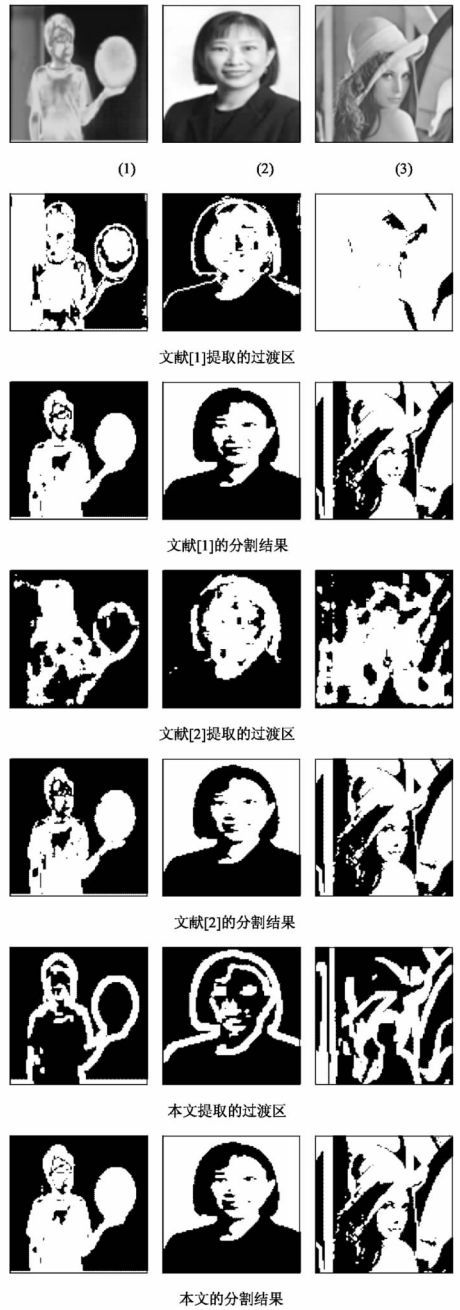 (1) (2) (3)
文献[1]提取的过渡区
文献[1]的分割结果
文献[2]提取的过渡区
文献[2]的分割结果
本文提取的过渡区
本文的分割结果